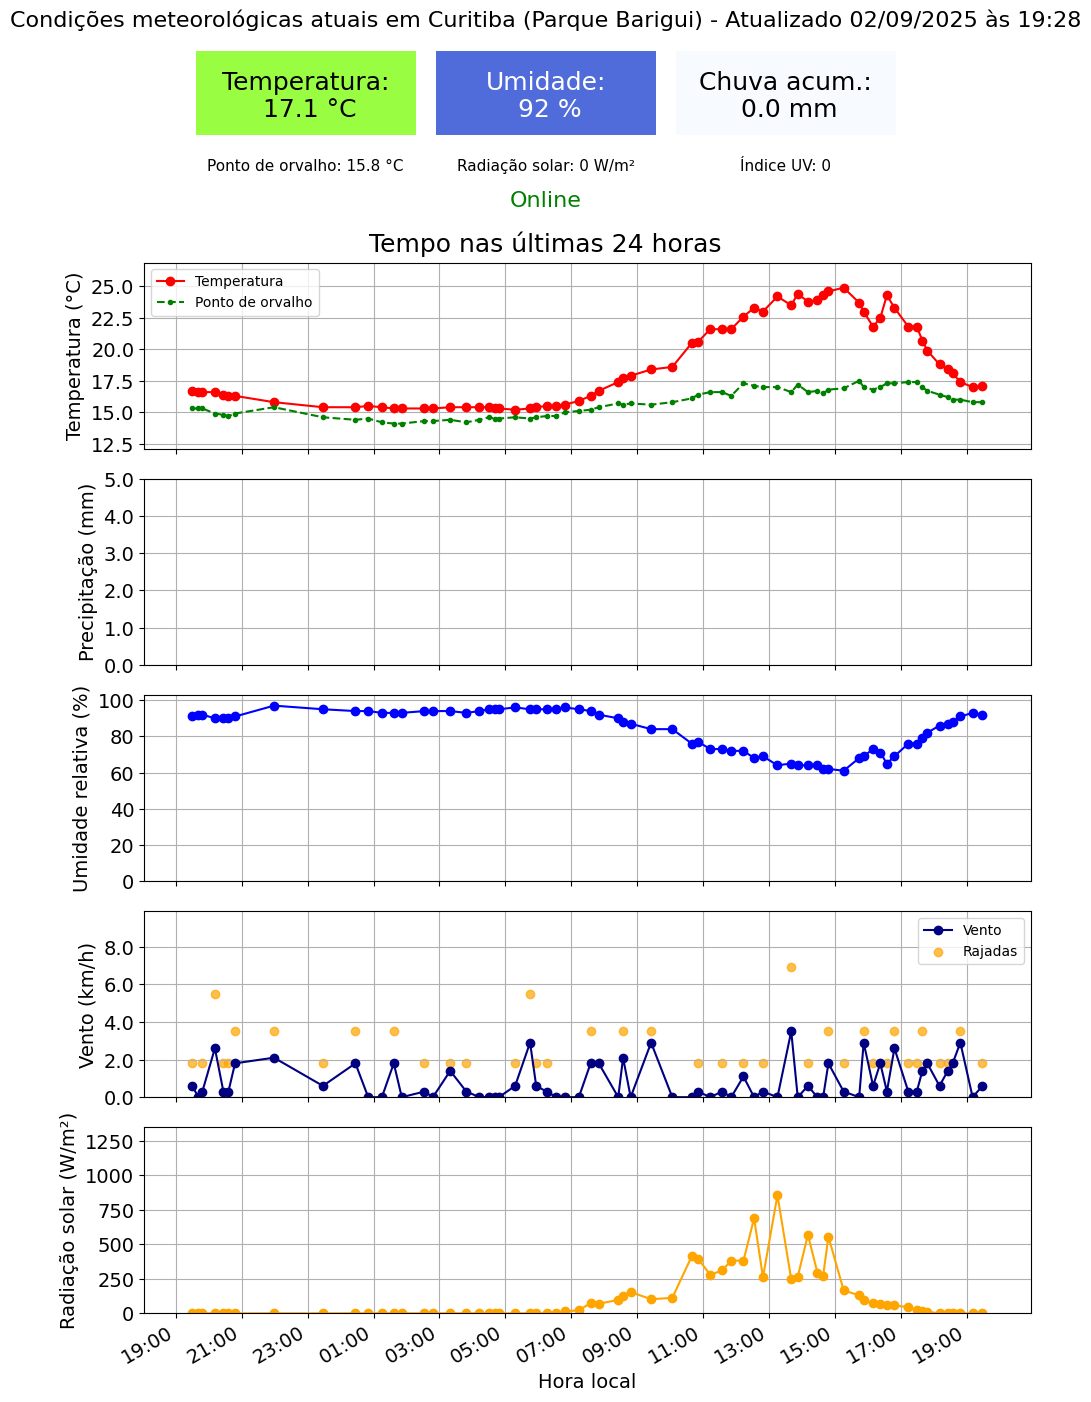 Condições meteorológicas atuais em Curitiba (Parque Barigui) - Atualizado 02/09/2025 às 19:28
Temperatura:
17.1 °C
Umidade:
92 %
Chuva acum.:
0.0 mm
Ponto de orvalho: 15.8 °C
Radiação solar: 0 W/m²
Índice UV: 0
Online
Tempo nas últimas 24 horas
Temperatura (°C)
25.0
22.5
20.0
17.5
15.0
12.5
Temperatura
Ponto de orvalho
Precipitação (mm)
5.0
4.0
3.0
2.0
1.0
0.0
Umidade relativa (%)
100
80
60
40
20
0
Vento (km/h)
8.0
6.0
4.0
2.0
0.0
Vento
Rajadas
Radiação solar (W/m²)
1250
1000
750
500
250
0
19:00
21:00
23:00
01:00
03:00
05:00
07:00
09:00
11:00
13:00
15:00
17:00
19:00
Hora local